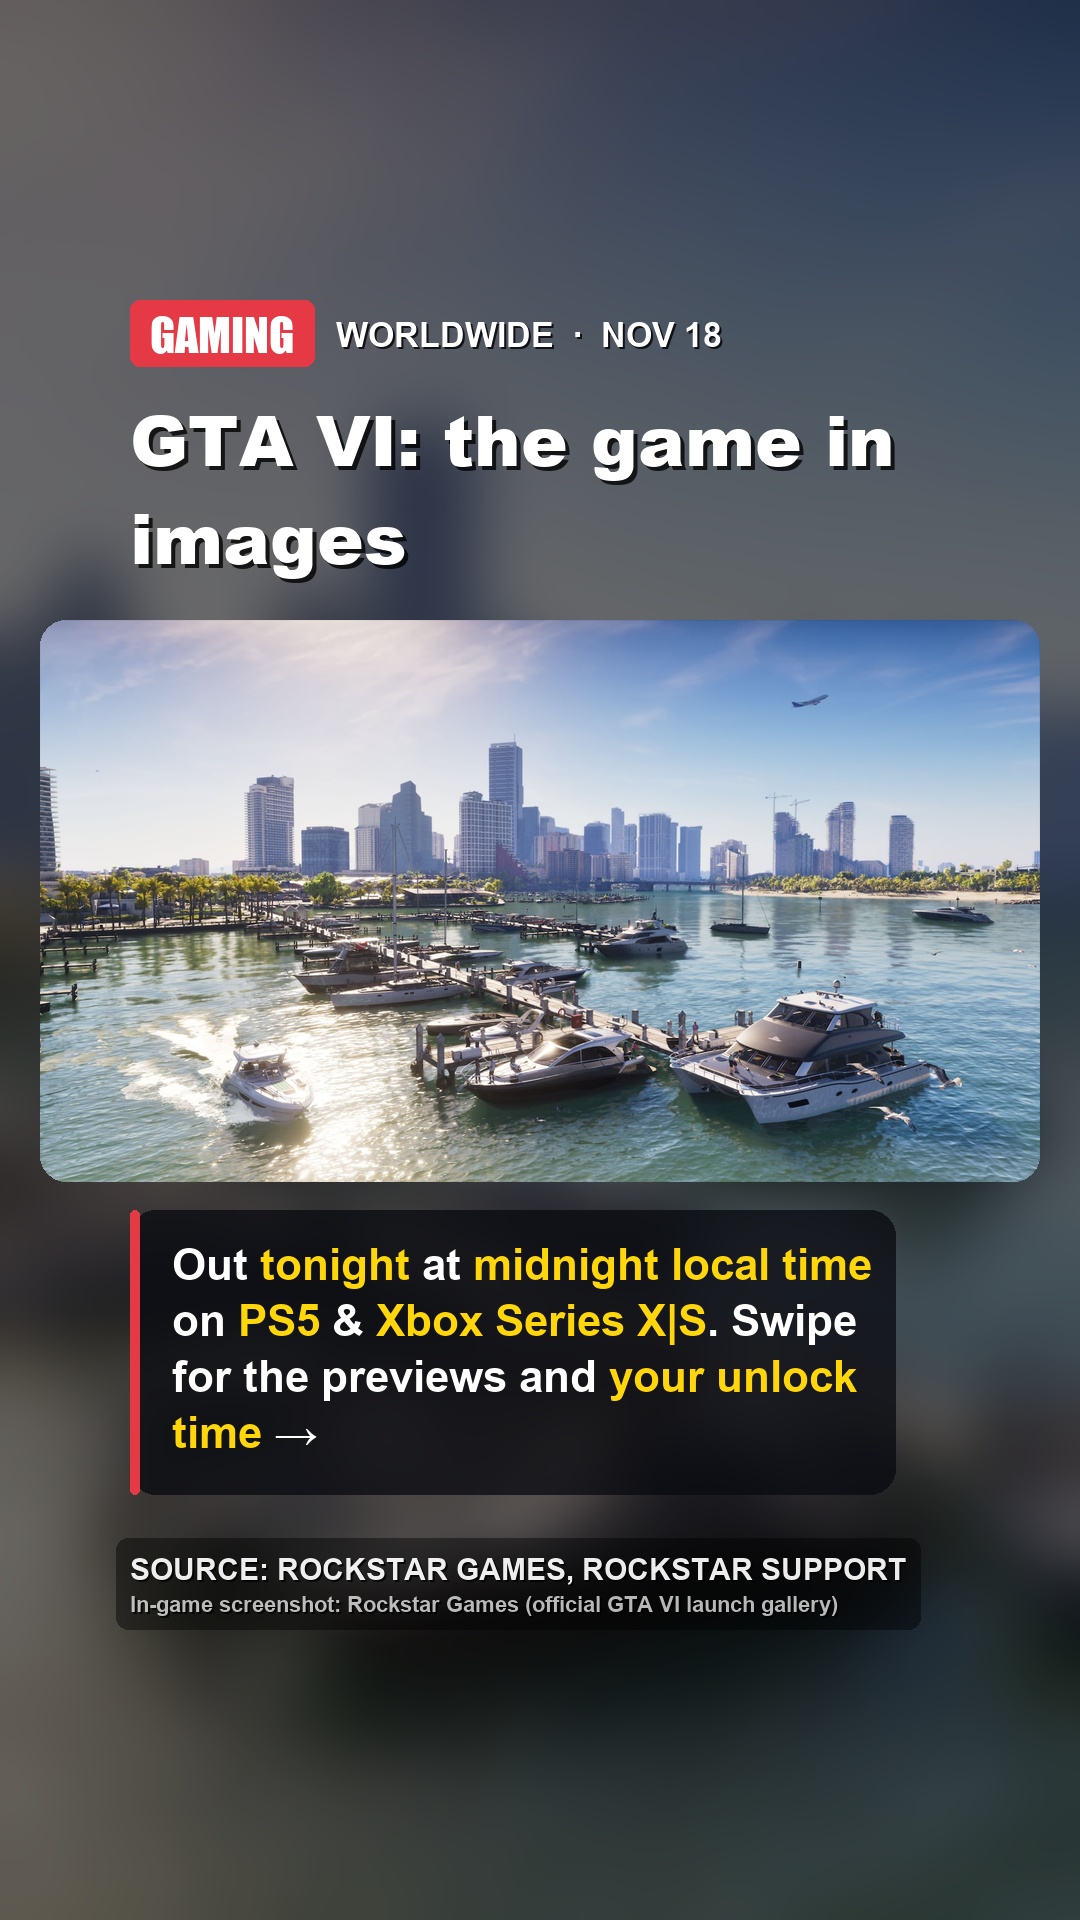 GAMING WORLDWIDE · NOV 18
GTA VI: the game in
images
Out tonight at midnight local time
on PS5 & Xbox Series X|S. Swipe
for the previews and your unlock
time →
SOURCE: ROCKSTAR GAMES, ROCKSTAR SUPPORT
In-game screenshot: Rockstar Games (official GTA VI launch gallery)